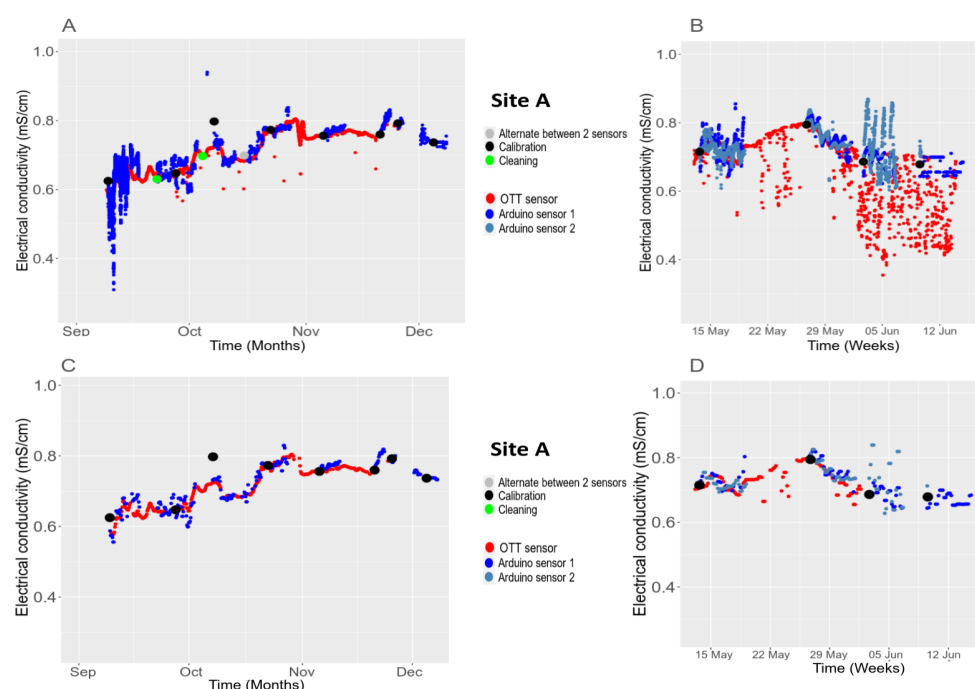 A
Electrical conductivity (mS/cm)
1.0
0.8
0.6
0.4
Sep
Oct
Nov
Dec
Time (Months)
Site A
Alternate between 2 sensors
Calibration
Cleaning
OTT sensor
Arduino sensor 1
Arduino sensor 2
B
Electrical conductivity (mS/cm)
1.0
0.8
0.6
0.4
15 May
22 May
29 May
05 Jun
12 Jun
Time (Weeks)
C
Electrical conductivity (mS/cm)
1.0
0.8
0.6
0.4
Sep
Oct
Nov
Dec
Time (Months)
Site A
Alternate between 2 sensors
Calibration
Cleaning
OTT sensor
Arduino sensor 1
Arduino sensor 2
D
Electrical conductivity (mS/cm)
1.0
0.8
0.6
0.4
15 May
22 May
29 May
05 Jun
12 Jun
Time (Weeks)